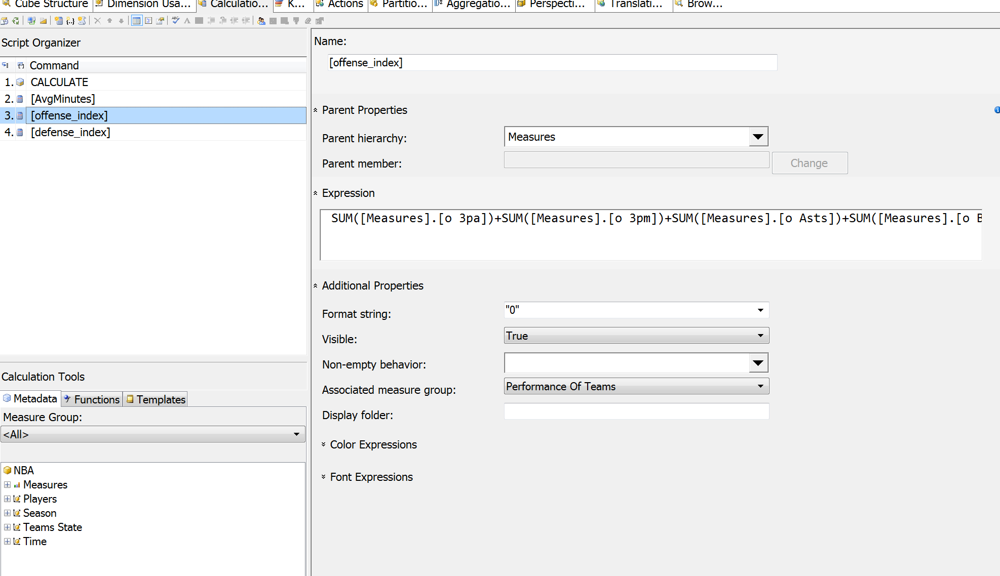 Cube Structure Dimension Usa... Calculatio... K... Actions Partitio... Aggregatio... Perspecti... Translati... Brow...
ABC A
Script Organizer
Command
1. CALCULATE
2. [AvgMinutes]
3. [offense_index]
4. [defense_index]
Calculation Tools
Metadata Functions Templates
Measure Group:
<All>
NBA
Measures
Players
Season
Teams State
Time
Name:
[offense_index]
Parent Properties
Parent hierarchy: Measures
Parent member: Change
Expression
SUM([Measures].[o 3pa])+SUM([Measures].[o 3pm])+SUM([Measures].[o Asts])+SUM([Measures].[o B
Additional Properties
Format string: "0"
Visible: True
Non-empty behavior:
Associated measure group: Performance Of Teams
Display folder:
Color Expressions
Font Expressions